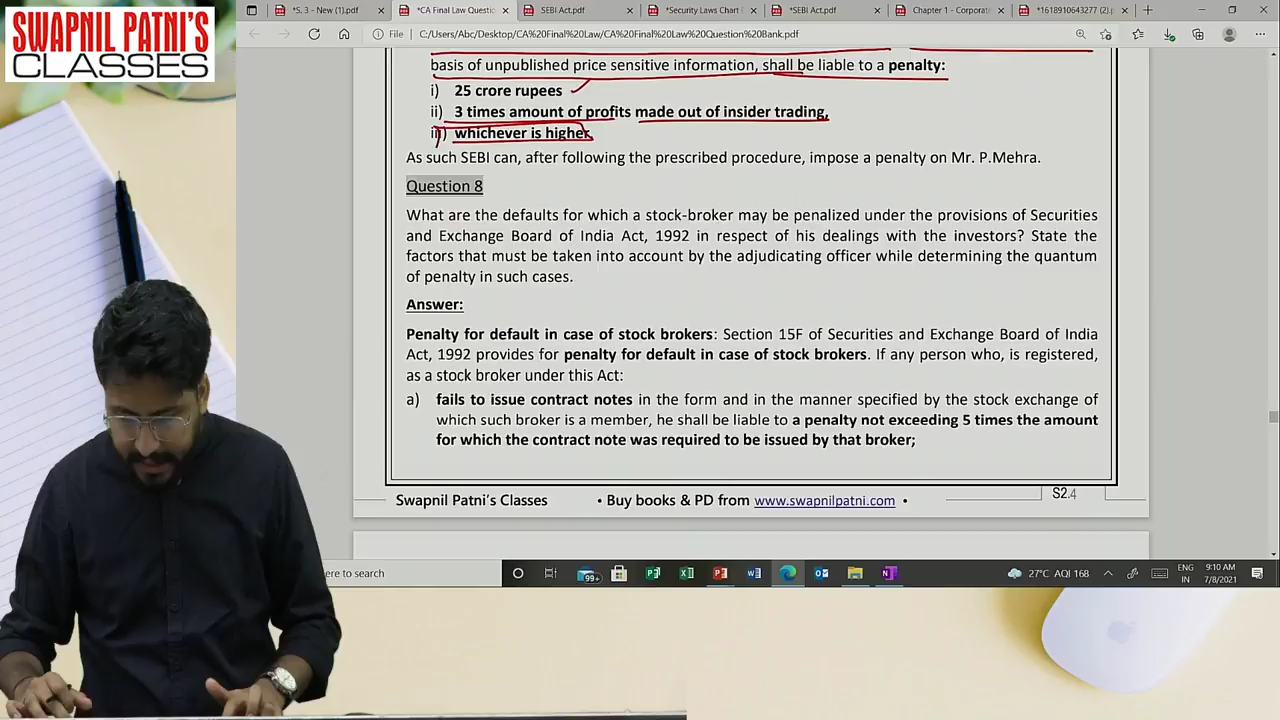 SWAPNIL PATNI'S
CLASSES
*S. 3 - New (1).pdf
*CA Final Law Questio
SEBI Act.pdf
*Security Laws Chart
*SEBI Act.pdf
Chapter 1 - Corporat
*1618910643277 (2).p
File
C:/Users/Abc/Desktop/CA%20Final%20Law/CA%20Final%20Law%20Question%20Bank.pdf
basis of unpublished price sensitive information, shall be liable to a penalty:
i) 25 crore rupees
ii) 3 times amount of profits made out of insider trading,
iii) whichever is higher.
As such SEBI can, after following the prescribed procedure, impose a penalty on Mr. P.Mehra.
Question 8
What are the defaults for which a stock-broker may be penalized under the provisions of Securities
and Exchange Board of India Act, 1992 in respect of his dealings with the investors? State the
factors that must be taken into account by the adjudicating officer while determining the quantum
of penalty in such cases.
Answer:
Penalty for default in case of stock brokers: Section 15F of Securities and Exchange Board of India
Act, 1992 provides for penalty for default in case of stock brokers. If any person who, is registered,
as a stock broker under this Act:
a) fails to issue contract notes in the form and in the manner specified by the stock exchange of
which such broker is a member, he shall be liable to a penalty not exceeding 5 times the amount
for which the contract note was required to be issued by that broker;
S2.4
Swapnil Patni's Classes • Buy books & PD from www.swapnilpatni.com •
ere to search
99+
27°C AQI 168
ENG
IN
9:10 AM
7/8/2021